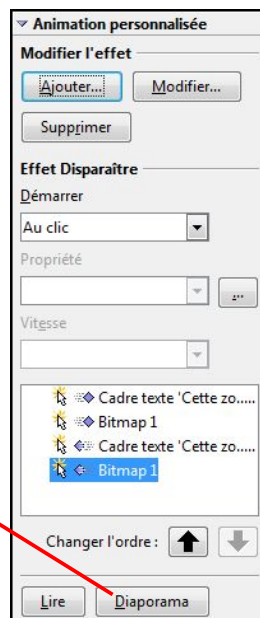 Animation personnalisée
Modifier l'effet
Ajouter... Modifier...
Supprimer
Effet Disparaître
Démarrer
Au clic
Propriété
...
Vitesse
Cadre texte 'Cette zo.....
Bitmap 1
Cadre texte 'Cette zo.....
Bitmap 1
Changer l'ordre :
Lire Diaporama